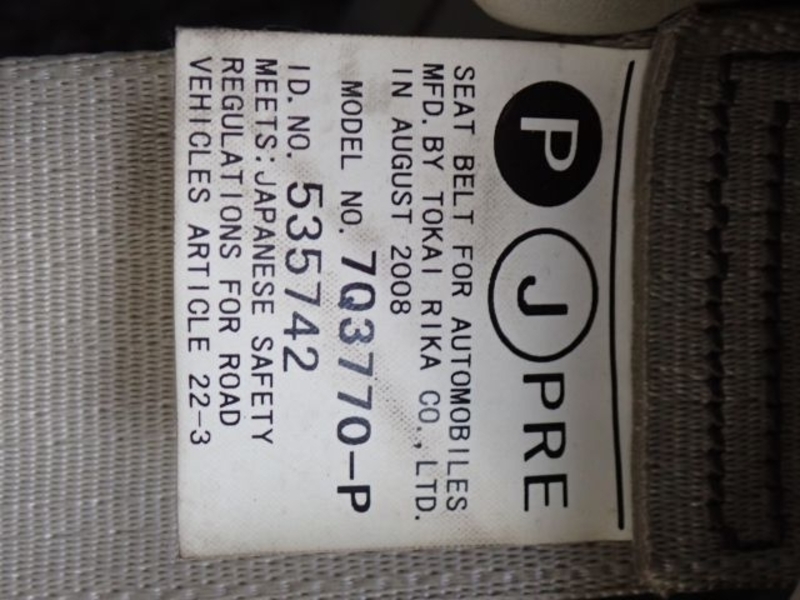 P J PRE
SEAT BELT FOR AUTOMOBILES
MFD. BY TOKAI RIKA CO., LTD.
IN AUGUST 2008
MODEL NO. 7Q3770-P
ID. NO. 535742
MEETS: JAPANESE SAFETY
REGULATIONS FOR ROAD
VEHICLES ARTICLE 22-3